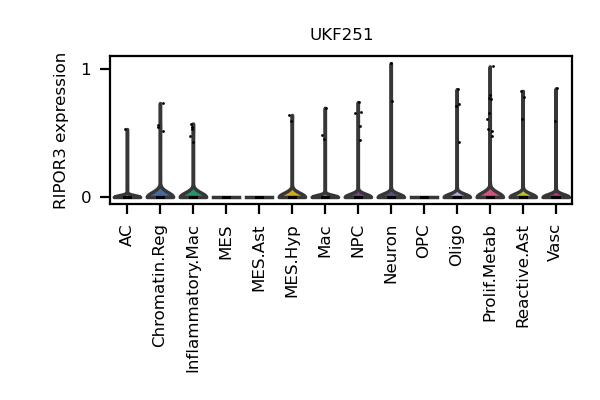 UKF251
RIPOR3 expression
1
0
AC
Chromatin.Reg
Inflammatory.Mac
MES
MES.Ast
MES.Hyp
Mac
NPC
Neuron
OPC
Oligo
Prolif.Metab
Reactive.Ast
Vasc